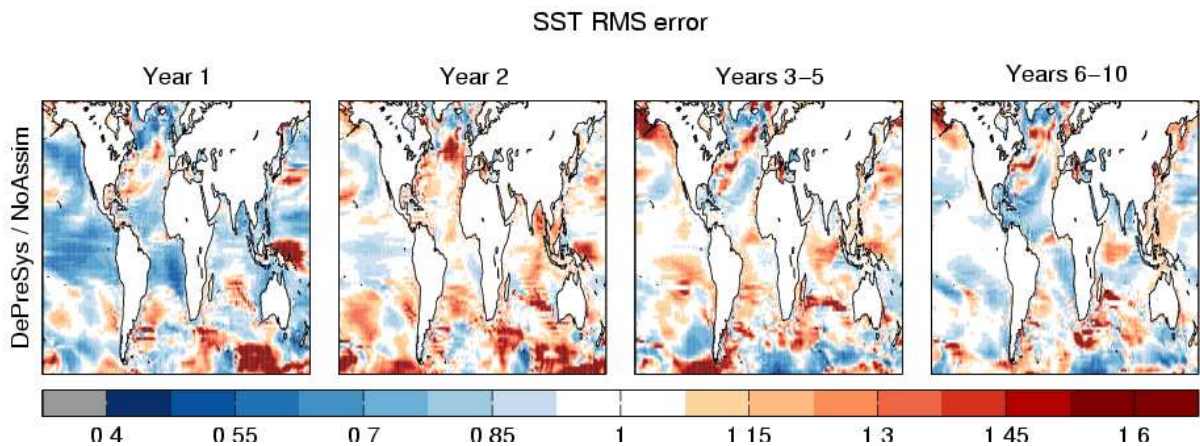 SST RMS error
Year 1 Year 2 Years 3-5 Years 6-10
DePreSys / NoAssim
0.4 0.55 0.7 0.85 1 1.15 1.3 1.45 1.6